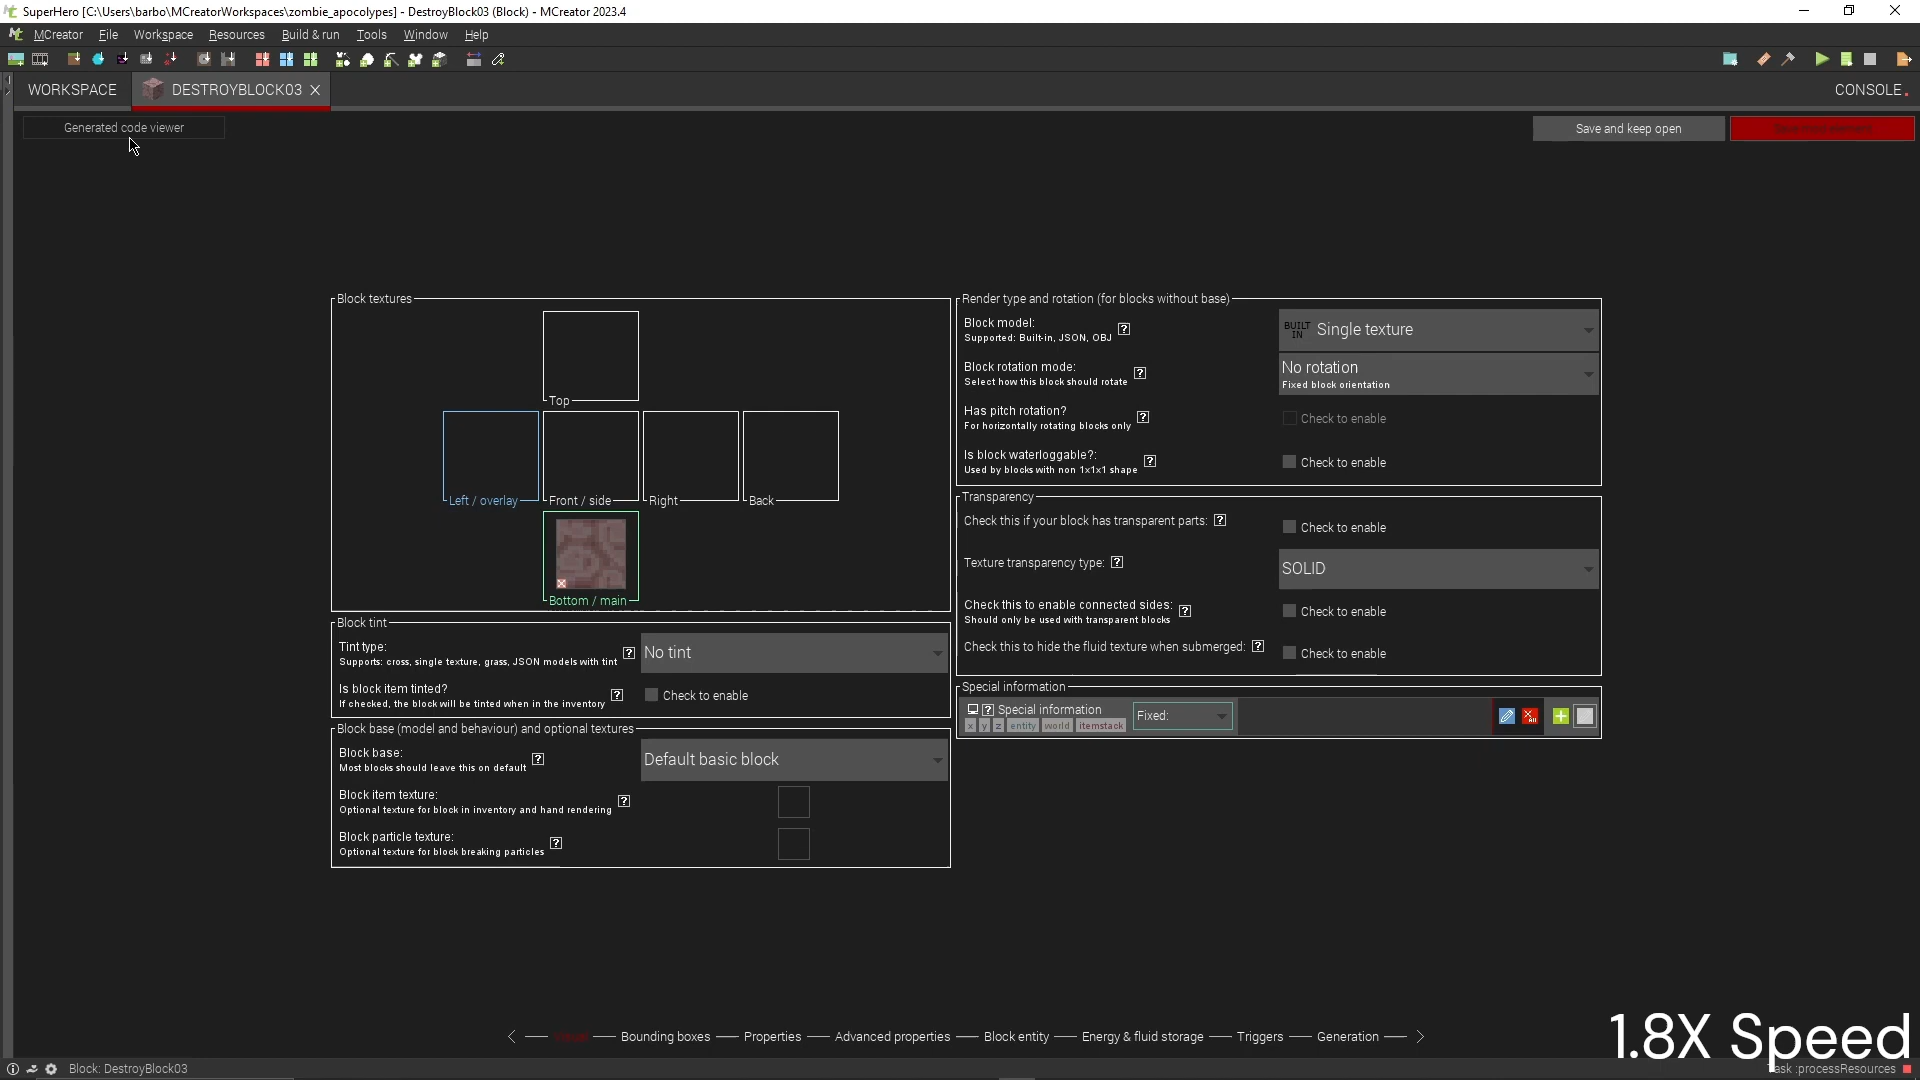 SuperHero [C:\Users\barbo\MCreatorWorkspaces\zombie_apocolypes] - DestroyBlock03 (Block) - MCreator 2023.4
MCreator File Workspace Resources Build & run Tools Window Help
WORKSPACE DESTROYBLOCK03 CONSOLE
Generated code viewer
Save and keep open
Save mod element
Block textures
Top
Left / overlay Front / side Right Back
Bottom / main
Block tint
Tint type:
Supports: cross, single texture, grass, JSON models with tint
No tint
Is block item tinted?
If checked, the block will be tinted when in the inventory
Check to enable
Block base (model and behaviour) and optional textures
Block base:
Most blocks should leave this on default
Default basic block
Block item texture:
Optional texture for block in inventory and hand rendering
Block particle texture:
Optional texture for block breaking particles
Render type and rotation (for blocks without base)
Block model:
Supported: Built-in, JSON, OBJ
BUILT IN
Single texture
Block rotation mode:
Select how this block should rotate
No rotation
Fixed block orientation
Has pitch rotation?
For horizontally rotating blocks only
Check to enable
Is block waterloggable?:
Used by blocks with non 1x1x1 shape
Check to enable
Transparency
Check this if your block has transparent parts:
Check to enable
Texture transparency type:
SOLID
Check this to enable connected sides:
Should only be used with transparent blocks
Check to enable
Check this to hide the fluid texture when submerged:
Check to enable
Special information
Special information
x y z entity world itemstack
Fixed:
Visual Bounding boxes Properties Advanced properties Block entity Energy & fluid storage Triggers Generation
1.8X Speed
Block: DestroyBlock03
Task :processResources